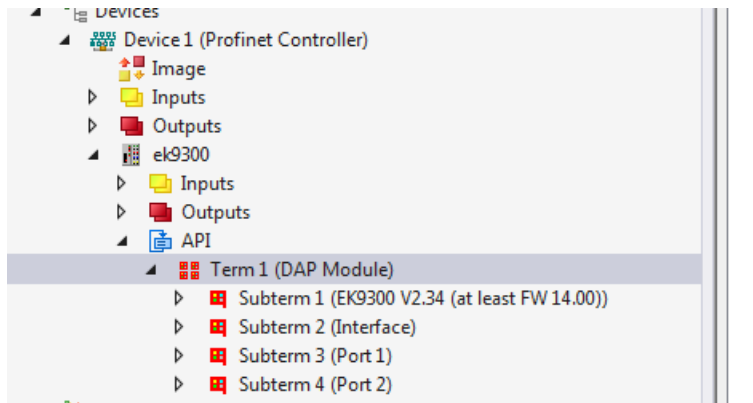 Devices
Device 1 (Profinet Controller)
Image
Inputs
Outputs
ek9300
Inputs
Outputs
API
Term 1 (DAP Module)
Subterm 1 (EK9300 V2.34 (at least FW 14.00))
Subterm 2 (Interface)
Subterm 3 (Port 1)
Subterm 4 (Port 2)